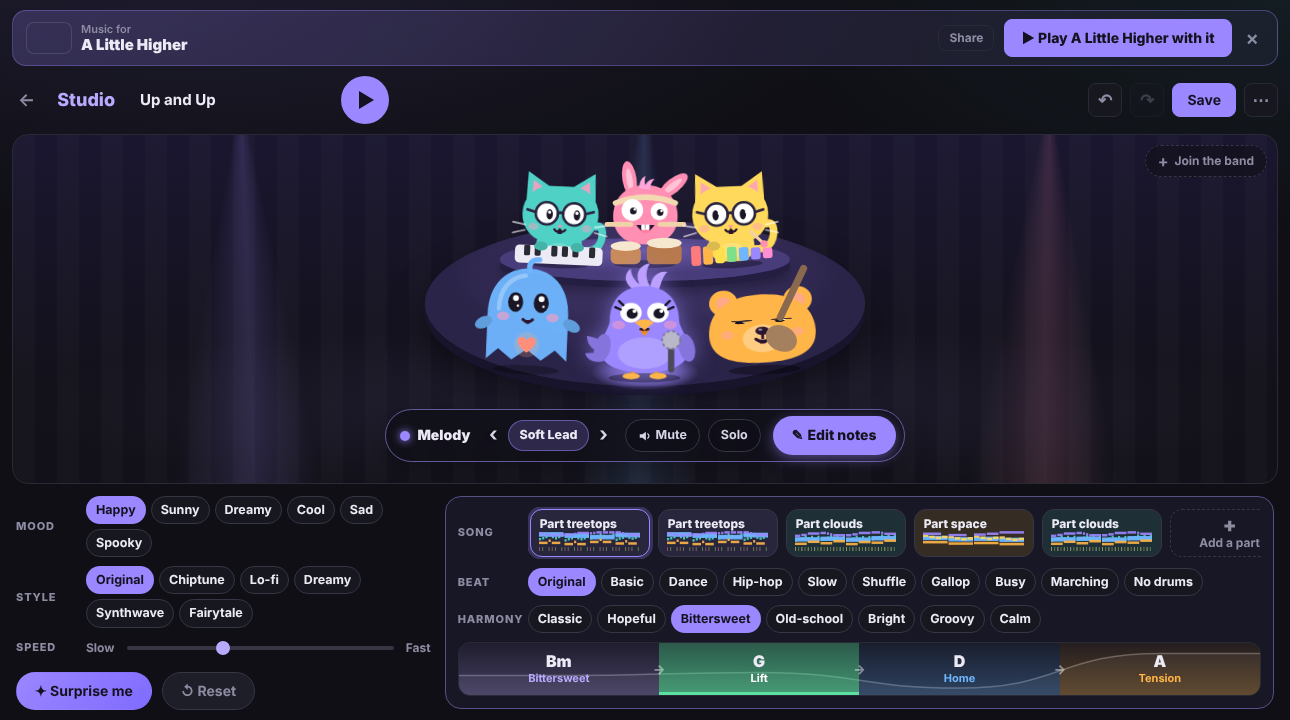 Music for
A Little Higher
Share
▶ Play A Little Higher with it
×
← Studio Up and Up
Save
+ Join the band
Melody ‹ Soft Lead › Mute Solo ✎ Edit notes
MOOD Happy Sunny Dreamy Cool Sad
Spooky
STYLE Original Chiptune Lo-fi Dreamy
Synthwave Fairytale
SPEED Slow Fast
✦ Surprise me ↺ Reset
SONG Part treetops Part treetops Part clouds Part space Part clouds + Add a part
BEAT Original Basic Dance Hip-hop Slow Shuffle Gallop Busy Marching No drums
HARMONY Classic Hopeful Bittersweet Old-school Bright Groovy Calm
Bm → G → D → A
Bittersweet Lift Home Tension